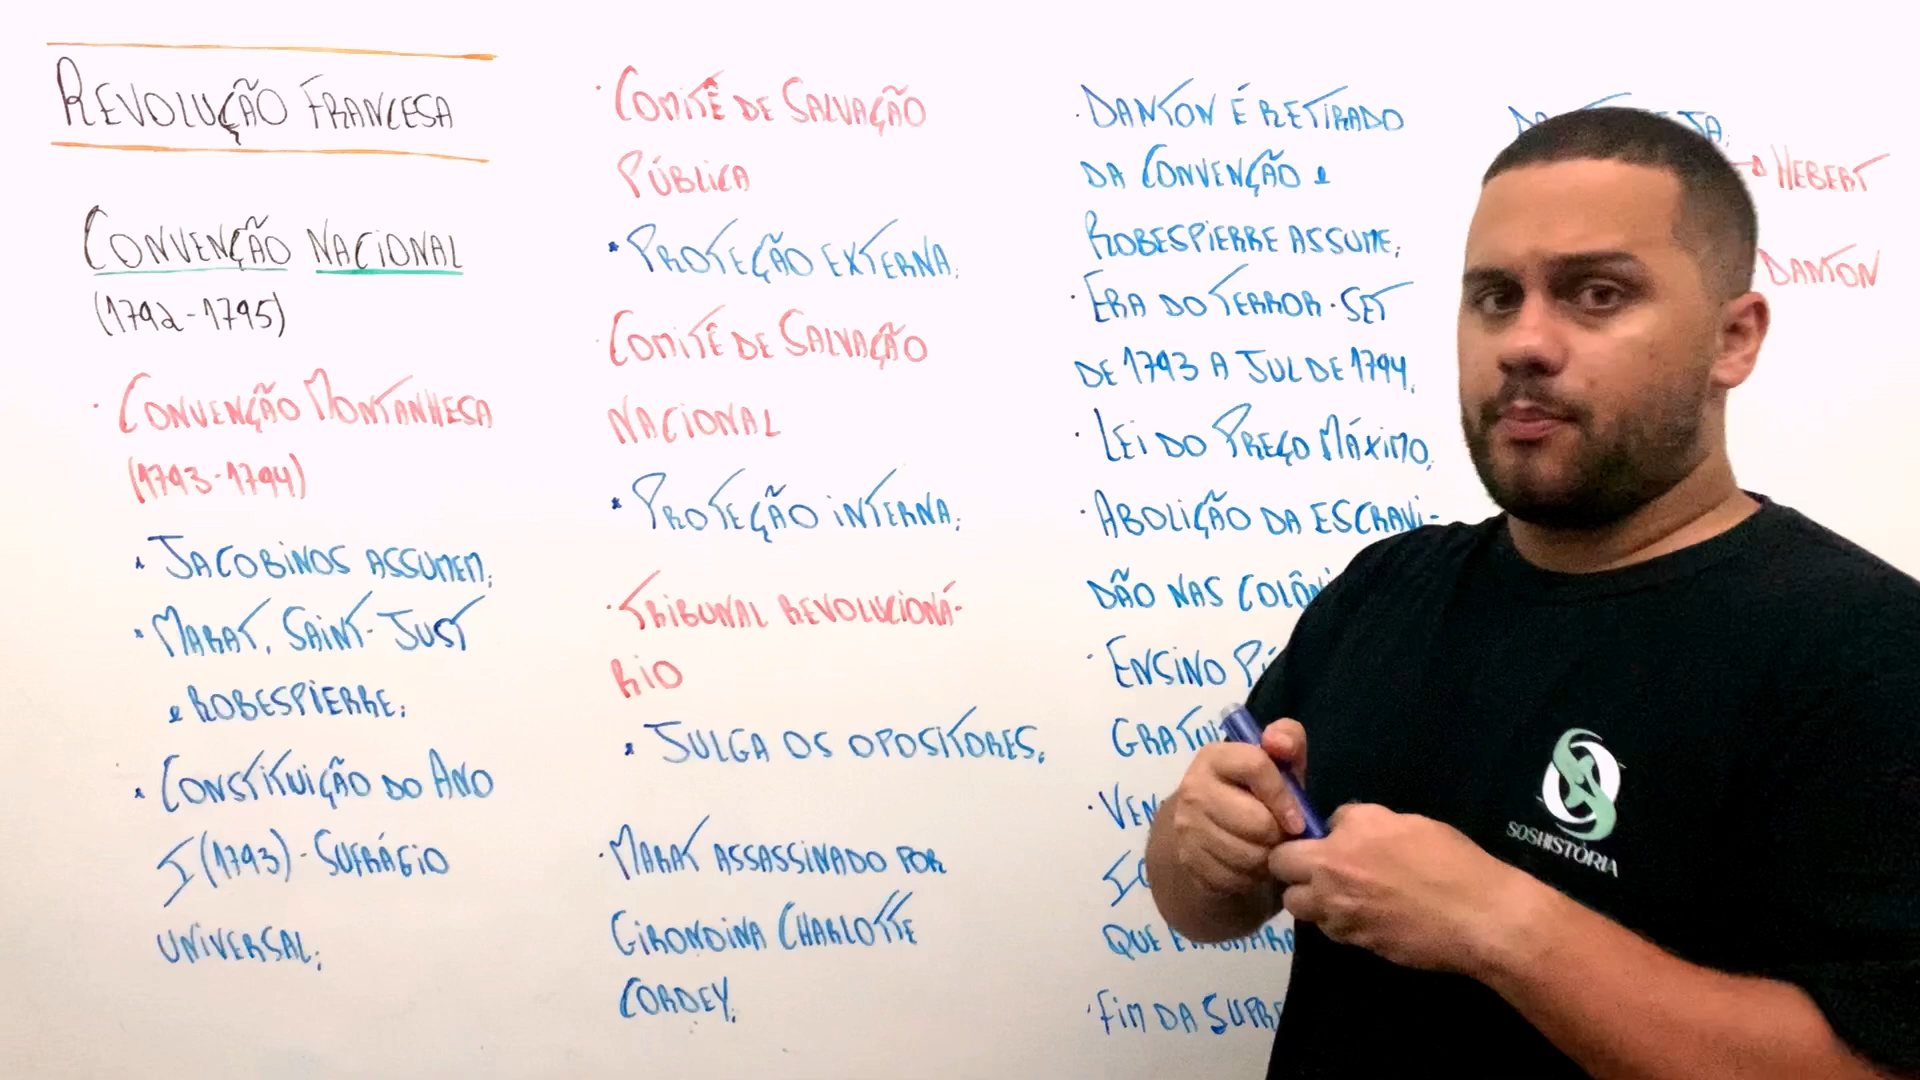 REVOLUÇÃO FRANCESA
CONVENÇÃO NACIONAL
(1792-1795)
· CONVENÇÃO MONTANHESA
(1793-1794)
· JACOBINOS ASSUMEM;
· MARAT, SAINT-JUST
e ROBESPIERRE;
· CONSTITUIÇÃO DO ANO
I (1793) - SUFRÁGIO
UNIVERSAL;
· COMITÊ DE SALVAÇÃO
PÚBLICA
· PROTEÇÃO EXTERNA;
· COMITÊ DE SALVAÇÃO
NACIONAL
· PROTEÇÃO INTERNA;
· TRIBUNAL REVOLUCIONÁ-
RIO
· JULGA OS OPOSITORES.
· MARAT ASSASSINADO POR
GIRONDINA CHARLOTTE
CORDEY;
· DANTON É RETIRADO
DA CONVENÇÃO e
ROBESPIERRE ASSUME;
· ERA DO TERROR - SET
DE 1793 A JUL DE 1794;
· LEI DO PREÇO MÁXIMO;
· ABOLIÇÃO DA ESCRAVI-
DÃO NAS
· ENSINO
QUE
· FIM DA
HEBERT
DANTON
SOSHISTÓRIA